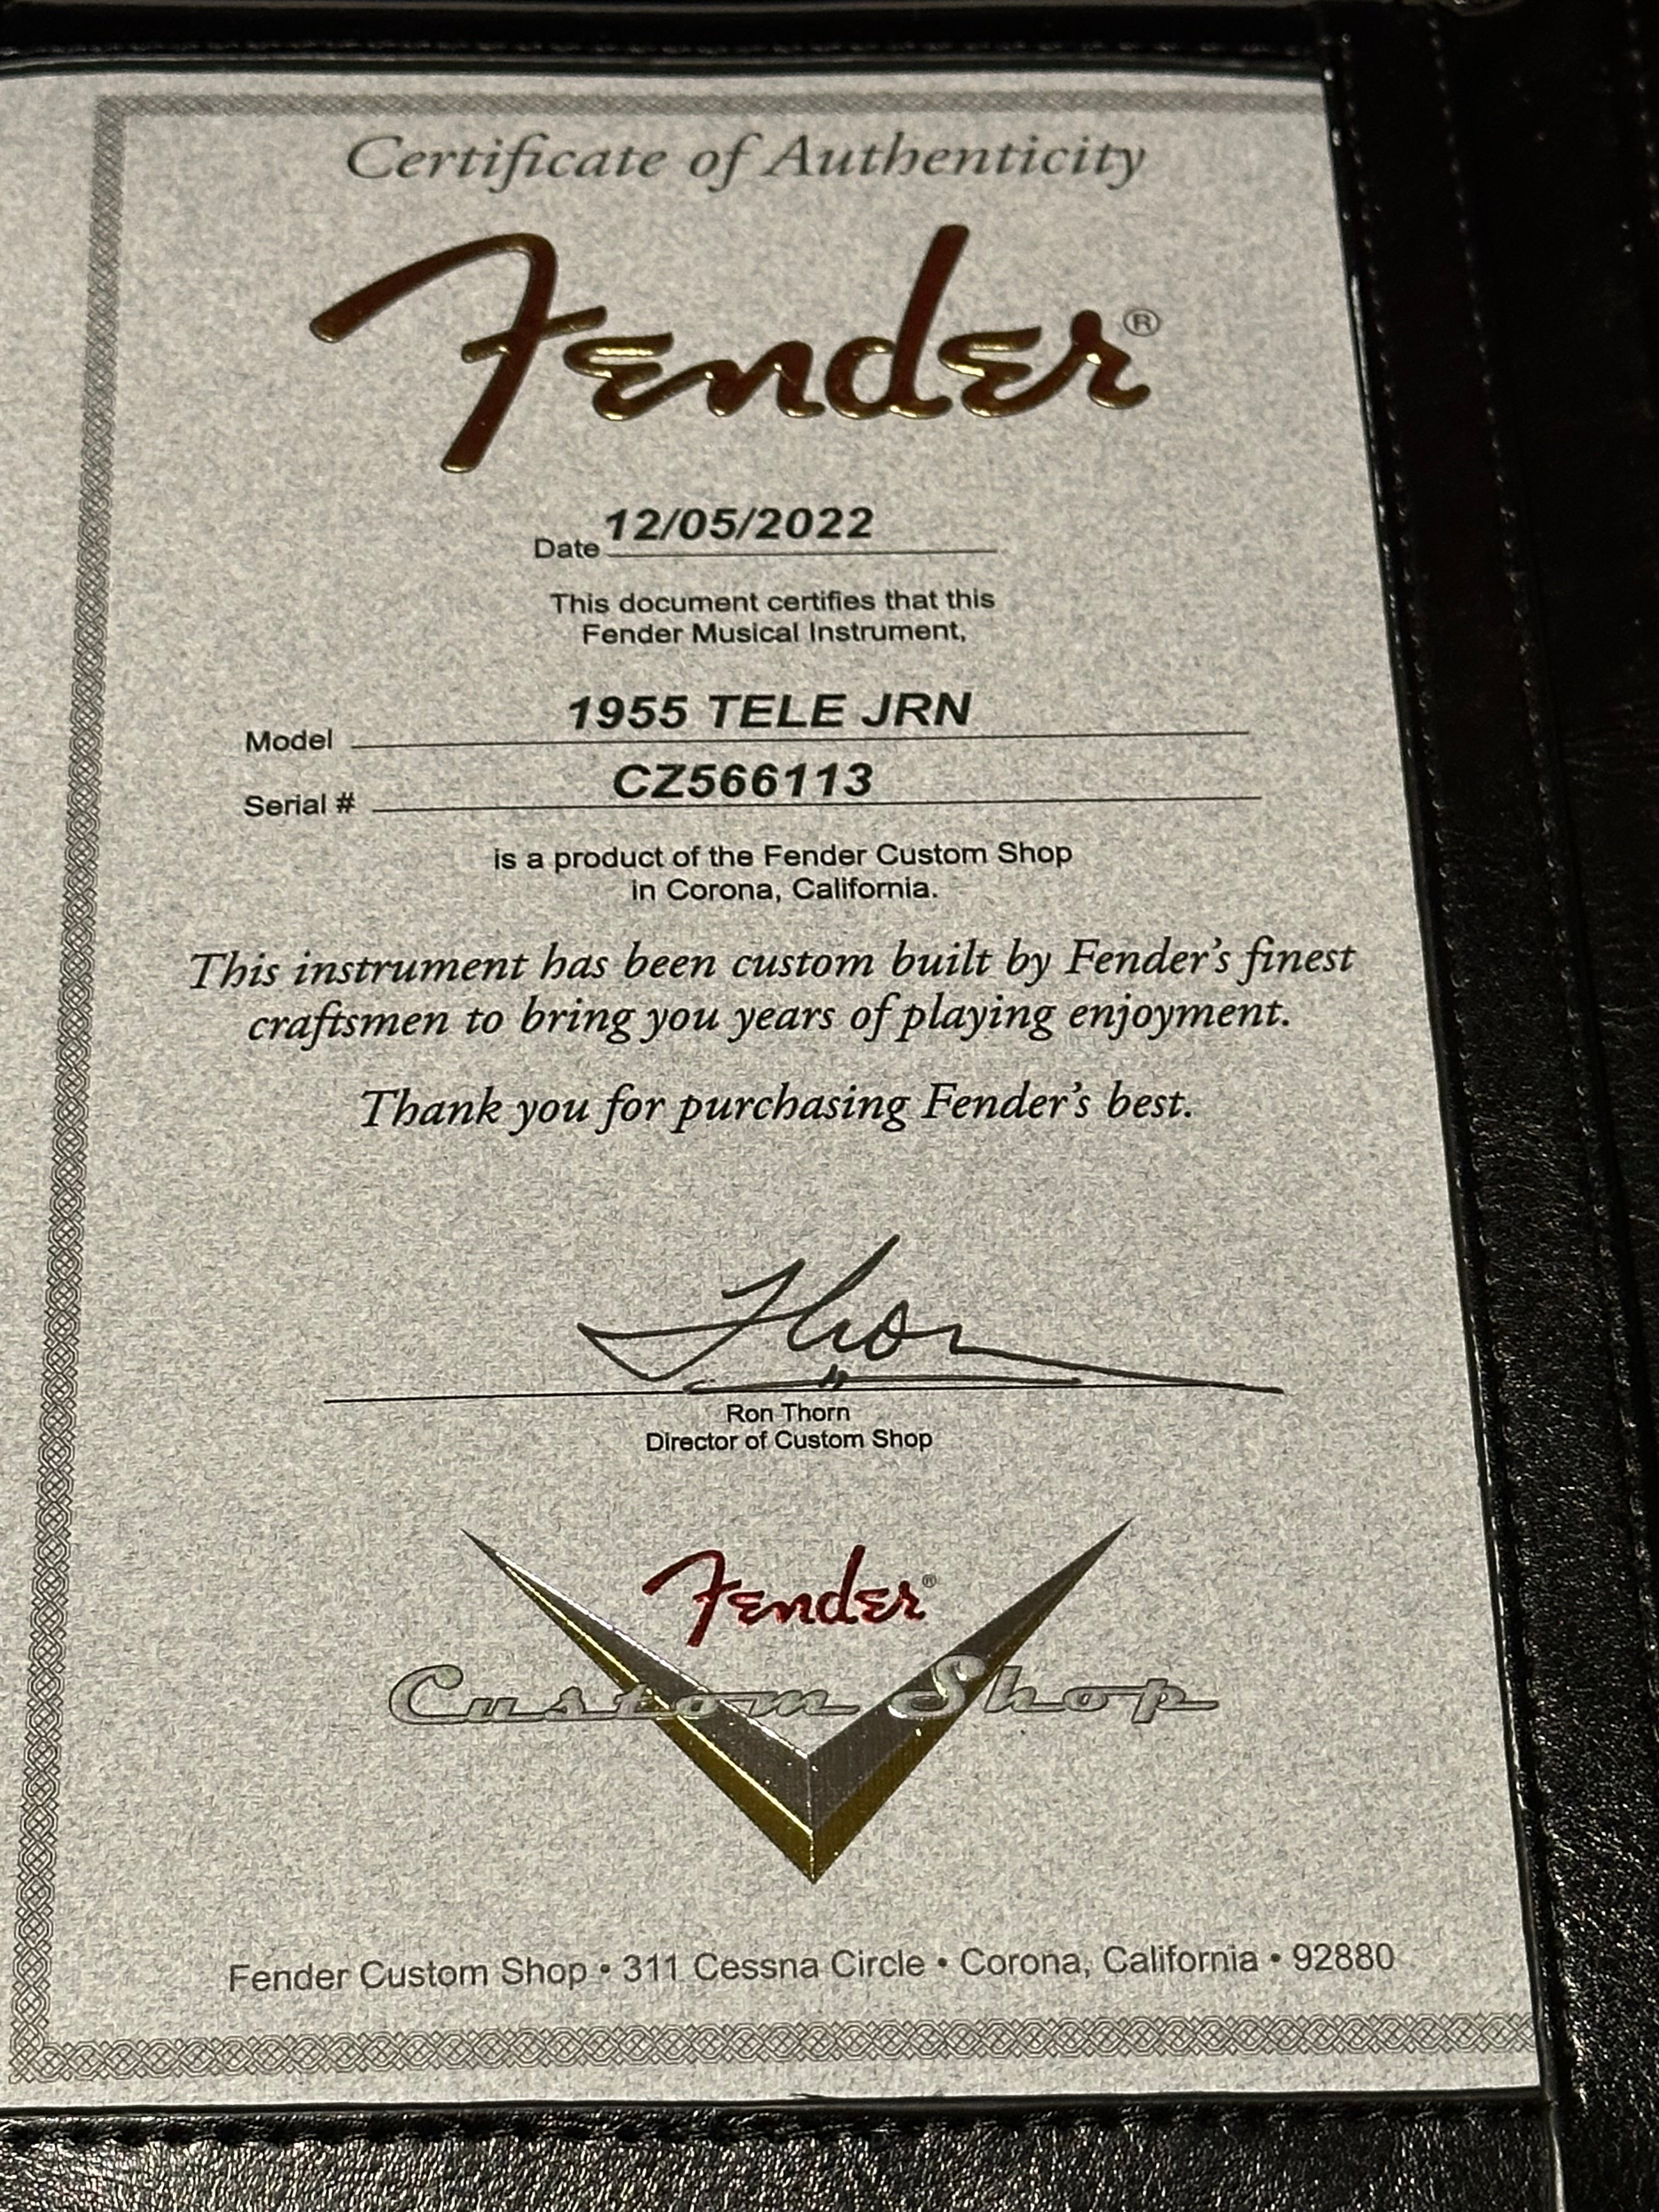 Certificate of Authenticity
Fender®
Date 12/05/2022
This document certifies that this
Fender Musical Instrument,
Model 1955 TELE JRN
Serial # CZ566113
is a product of the Fender Custom Shop
in Corona, California.
This instrument has been custom built by Fender's finest
craftsmen to bring you years of playing enjoyment.
Thank you for purchasing Fender's best.
Thorn
Ron Thorn
Director of Custom Shop
Fender®
Custom Shop
Fender Custom Shop • 311 Cessna Circle • Corona, California • 92880